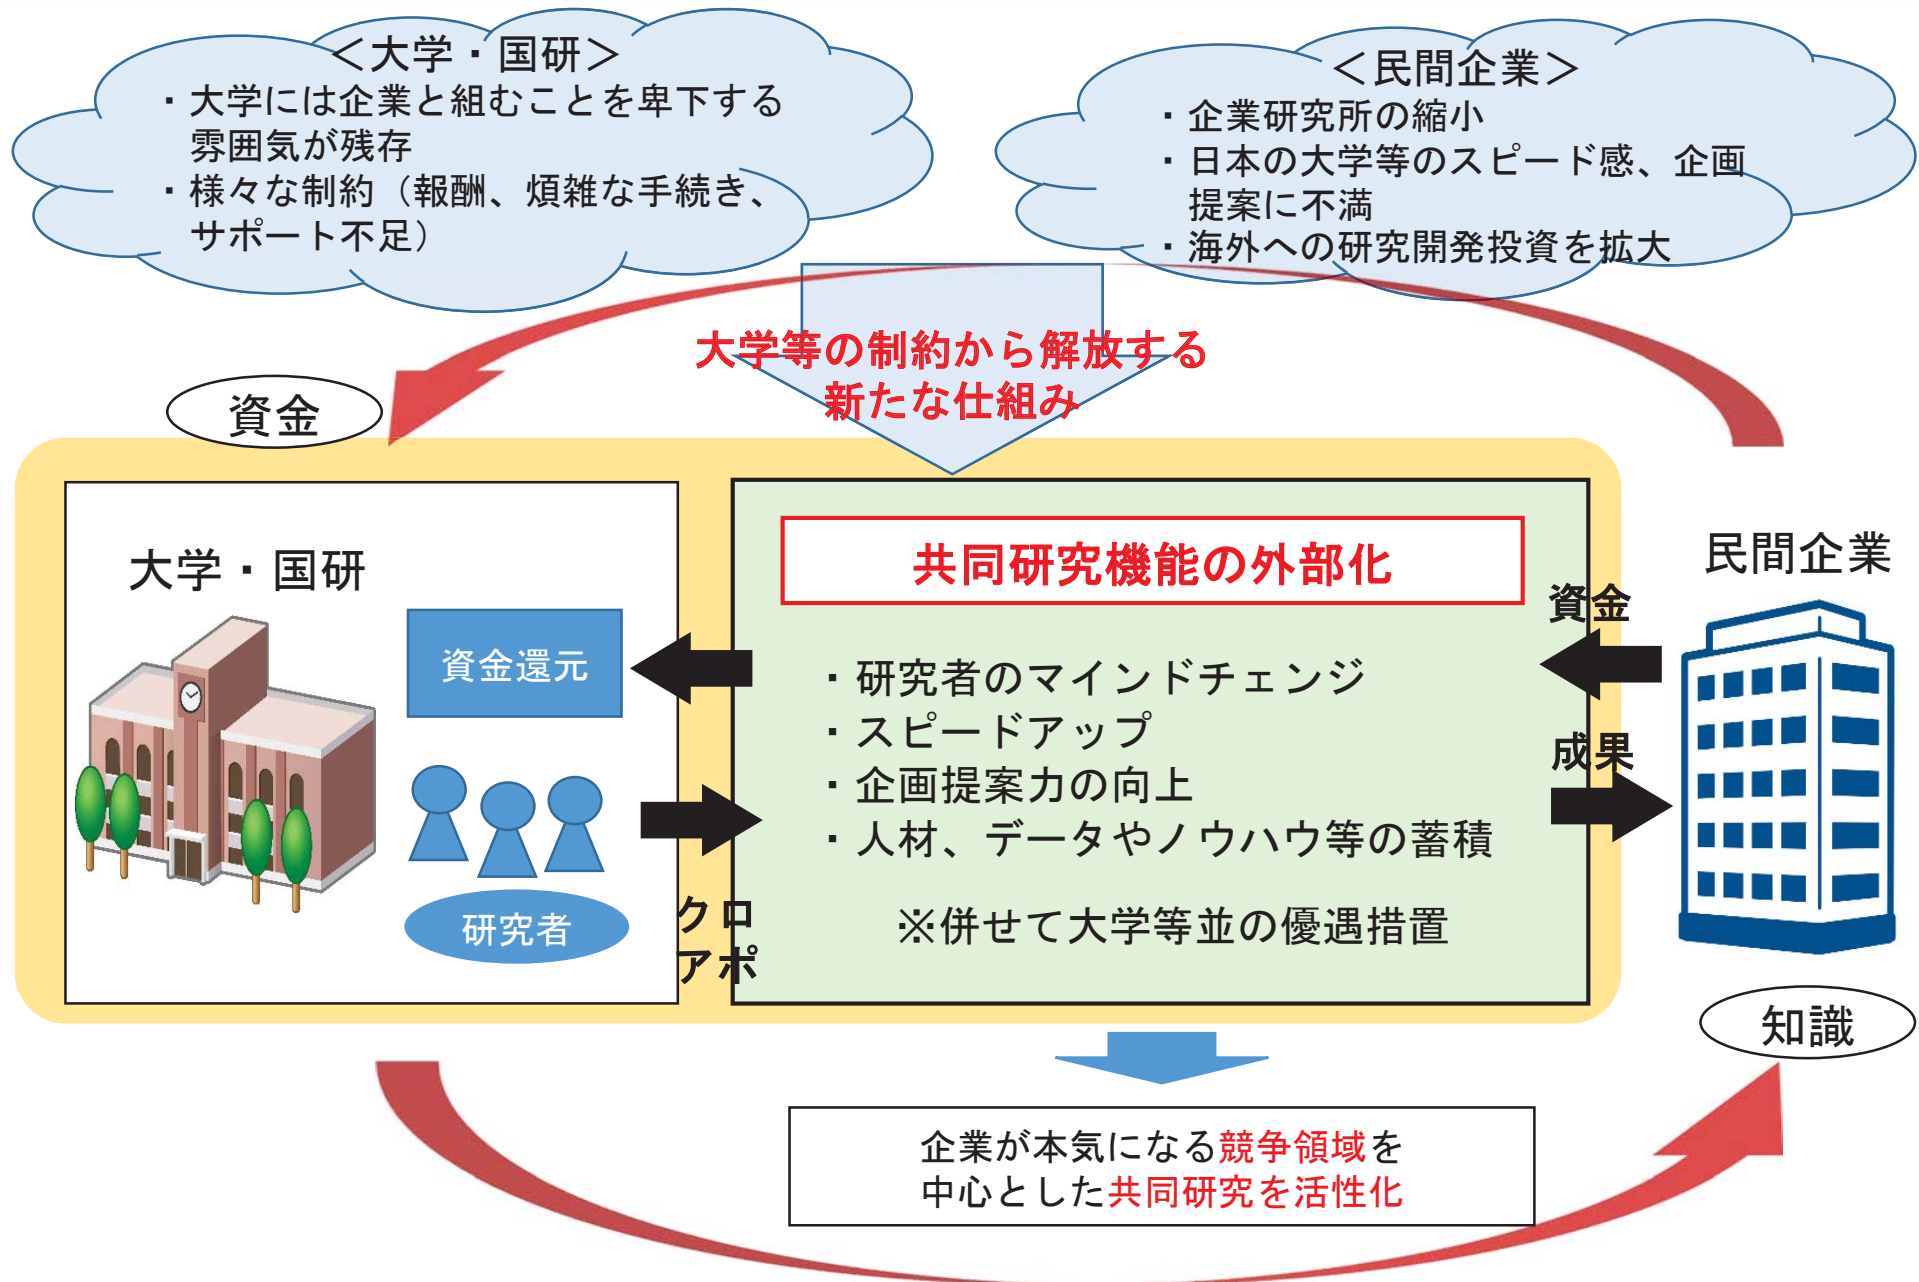 ＜大学・国研＞
・大学には企業と組むことを卑下する
雰囲気が残存
・様々な制約（報酬、煩雑な手続き、
サポート不足）
＜民間企業＞
・企業研究所の縮小
・日本の大学等のスピード感、企画
提案に不満
・海外への研究開発投資を拡大
大学等の制約から解放する
新たな仕組み
資金
大学・国研
資金還元
研究者
クロ
アポ
共同研究機能の外部化
・研究者のマインドチェンジ
・スピードアップ
・企画提案力の向上
・人材、データやノウハウ等の蓄積
※併せて大学等並の優遇措置
資金
成果
民間企業
知識
企業が本気になる競争領域を
中心とした共同研究を活性化